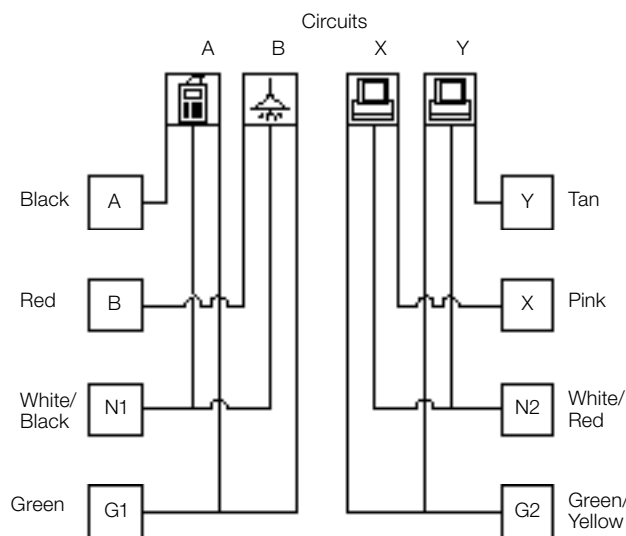 Circuits
A B X Y
Black A Y Tan
Red B X Pink
White/
Black
N1 N2
White/
Red
Green G1 G2
Green/
Yellow